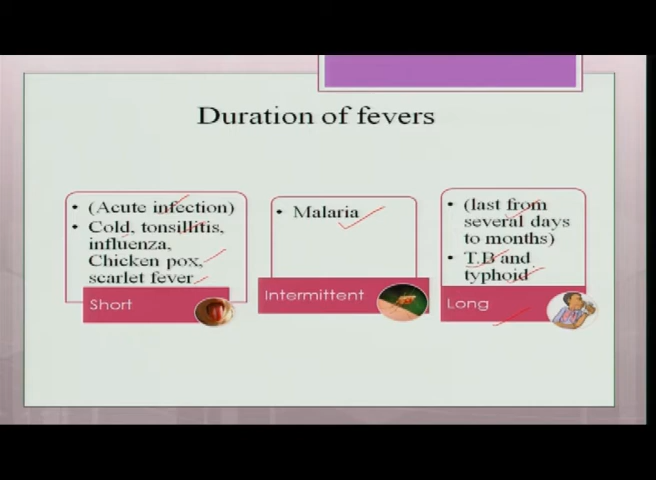 Duration of fevers
• (Acute infection)
• Cold, tonsillitis,
influenza,
Chicken pox,
scarlet fever
Short
• Malaria
Intermittent
• (last from
several days
to months)
• T.B and
typhoid
Long